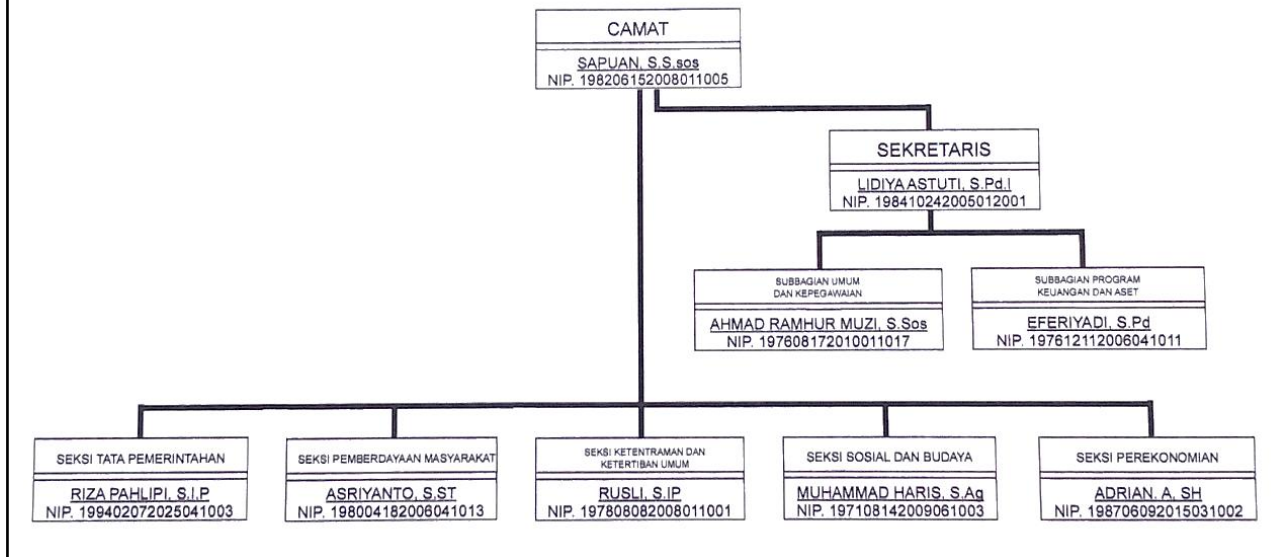 CAMAT
SAPUAN, S.S.sos
NIP. 198206152008011005
SEKRETARIS
LIDIYA ASTUTI, S.Pd.I
NIP. 198410242005012001
SUBBAGIAN UMUM
DAN KEPEGAWAIAN
AHMAD RAMHUR MUZI, S.Sos
NIP. 197608172010011017
SUBBAGIAN PROGRAM
KEUANGAN DAN ASET
EFERIYADI, S.Pd
NIP. 197612112006041011
SEKSI TATA PEMERINTAHAN
RIZA PAHLIPI, S.I.P
NIP. 199402072025041003
SEKSI PEMBERDAYAAN MASYARAKAT
ASRIYANTO, S.ST
NIP. 198004182006041013
SEKSI KETENTRAMAN DAN
KETERTIBAN UMUM
RUSLI, S.IP
NIP. 197808082008011001
SEKSI SOSIAL DAN BUDAYA
MUHAMMAD HARIS, S.Ag
NIP. 197108142009061003
SEKSI PEREKONOMIAN
ADRIAN. A, SH
NIP. 198706092015031002